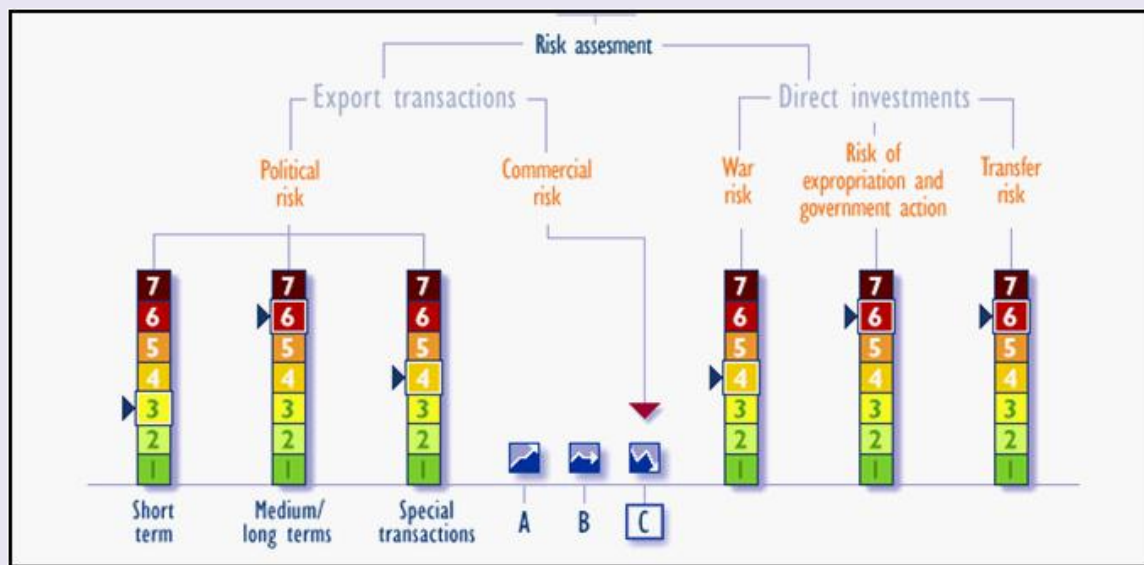 Risk assesment
Export transactions
Direct investments
Political
risk
Commercial
risk
War
risk
Risk of
expropriation and
government action
Transfer
risk
7 7 7 7 7 7
6 6 6 6 6 6
5 5 5 5 5 5
4 4 4 4 4 4
3 3 3 3 3 3
2 2 2 2 2 2
1 1 1 1 1 1
Short
term
Medium/
long terms
Special
transactions
A B C